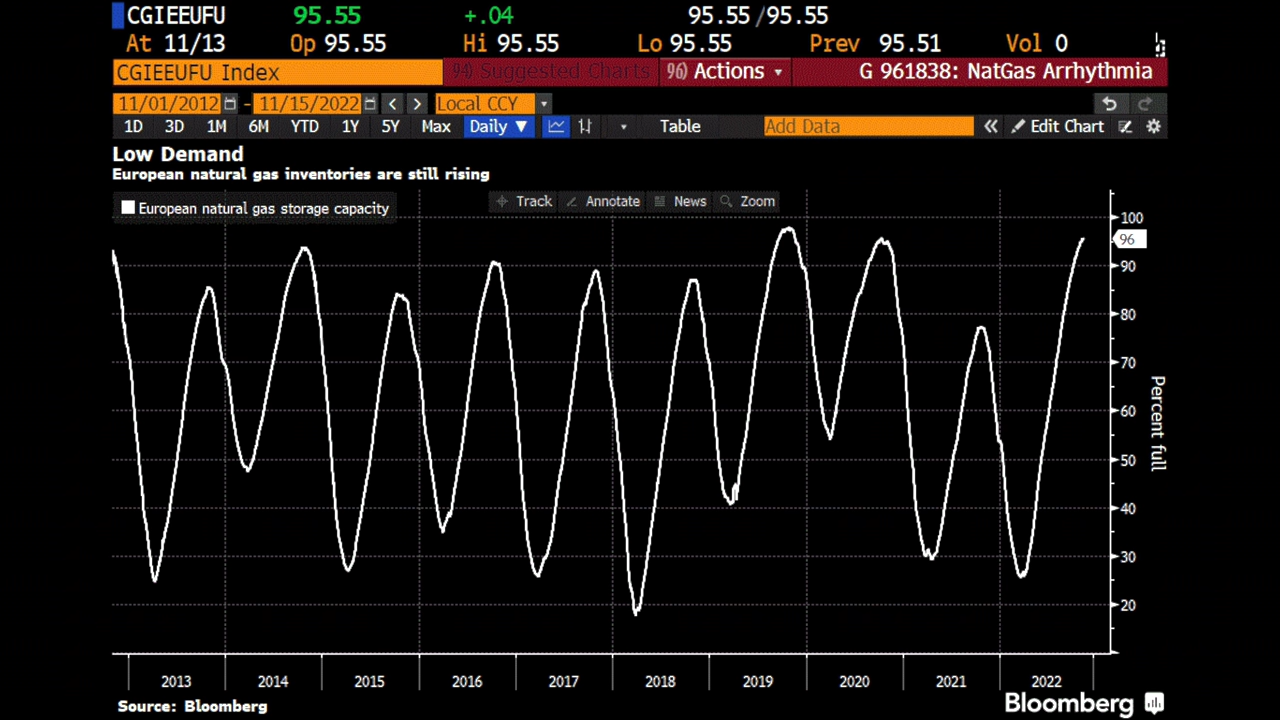 CGIEEUFU 95.55 +.04 95.55/95.55
At 11/13 Op 95.55 Hi 95.55 Lo 95.55 Prev 95.51 Vol 0
CGIEEUFU Index 94) Suggested Charts 96) Actions G 961838: NatGas Arrhythmia
11/01/2012 - 11/15/2022 Local CCY
1D 3D 1M 6M YTD 1Y 5Y Max Daily Table Add Data Edit Chart
Low Demand
European natural gas inventories are still rising
European natural gas storage capacity
Track Annotate News Zoom
100
96
90
80
70
60
50
40
30
20
Percent full
2013 2014 2015 2016 2017 2018 2019 2020 2021 2022
Source: Bloomberg
Bloomberg